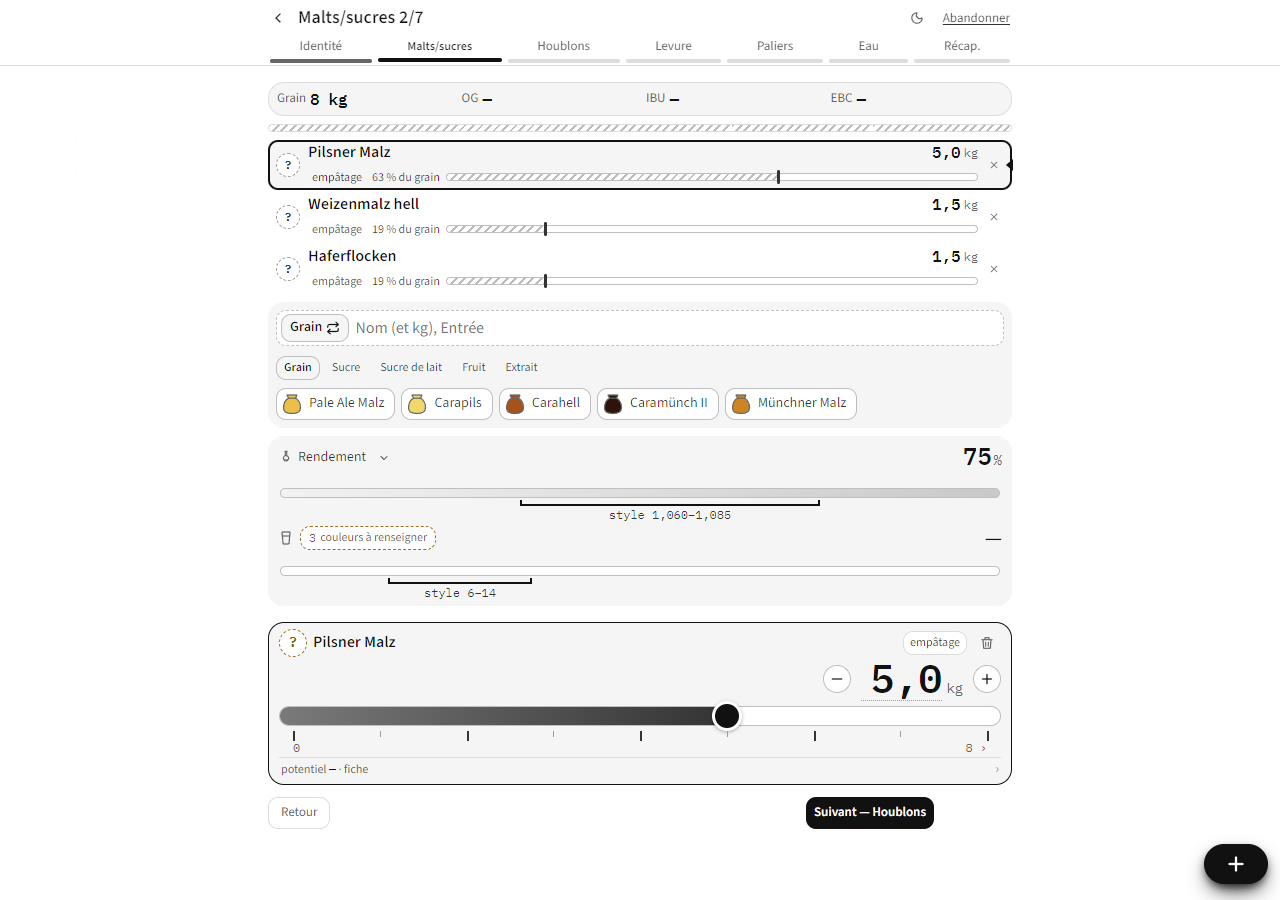 Malts/sucres 2/7
Abandonner
Identité Malts/sucres Houblons Levure Paliers Eau Récap.
Grain 8 kg OG — IBU — EBC —
? Pilsner Malz 5,0 kg ×
empâtage 63 % du grain
? Weizenmalz hell 1,5 kg ×
empâtage 19 % du grain
? Haferflocken 1,5 kg ×
empâtage 19 % du grain
Grain Nom (et kg), Entrée
Grain Sucre Sucre de lait Fruit Extrait
Pale Ale Malz Carapils Carahell Caramünch II Münchner Malz
Rendement 75%
style 1,060–1,085
3 couleurs à renseigner —
style 6–14
? Pilsner Malz empâtage
− 5,0 kg +
0 8 ›
potentiel — · fiche ›
Retour Suivant — Houblons
+